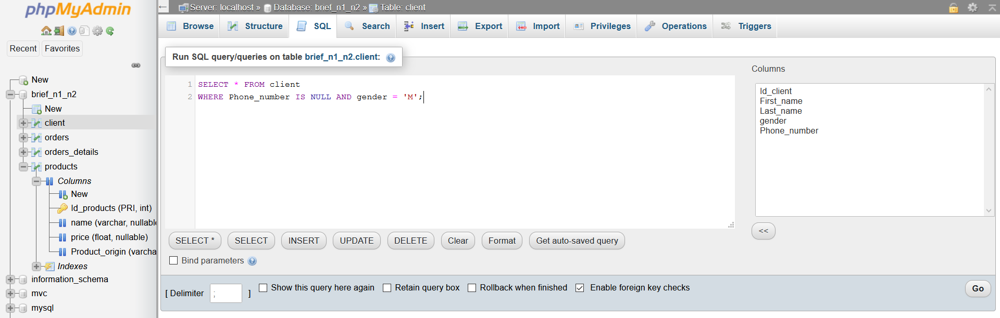 phpMyAdmin
Recent
Favorites
New
brief_n1_n2
New
client
orders
orders_details
products
Columns
New
Id_products (PRI, int)
name (varchar, nullable
price (float, nullable)
Product_origin (varcha
Indexes
information_schema
mvc
mysql
Server: localhost » Database: brief_n1_n2 » Table: client
Browse Structure SQL Search Insert Export Import Privileges Operations Triggers
Run SQL query/queries on table brief_n1_n2.client:
1 SELECT * FROM client
2 WHERE Phone_number IS NULL AND gender = 'M';
Columns
Id_client
First_name
Last_name
gender
Phone_number
<<
SELECT * SELECT INSERT UPDATE DELETE Clear Format Get auto-saved query
Bind parameters
[ Delimiter ; ] Show this query here again Retain query box Rollback when finished Enable foreign key checks
Go